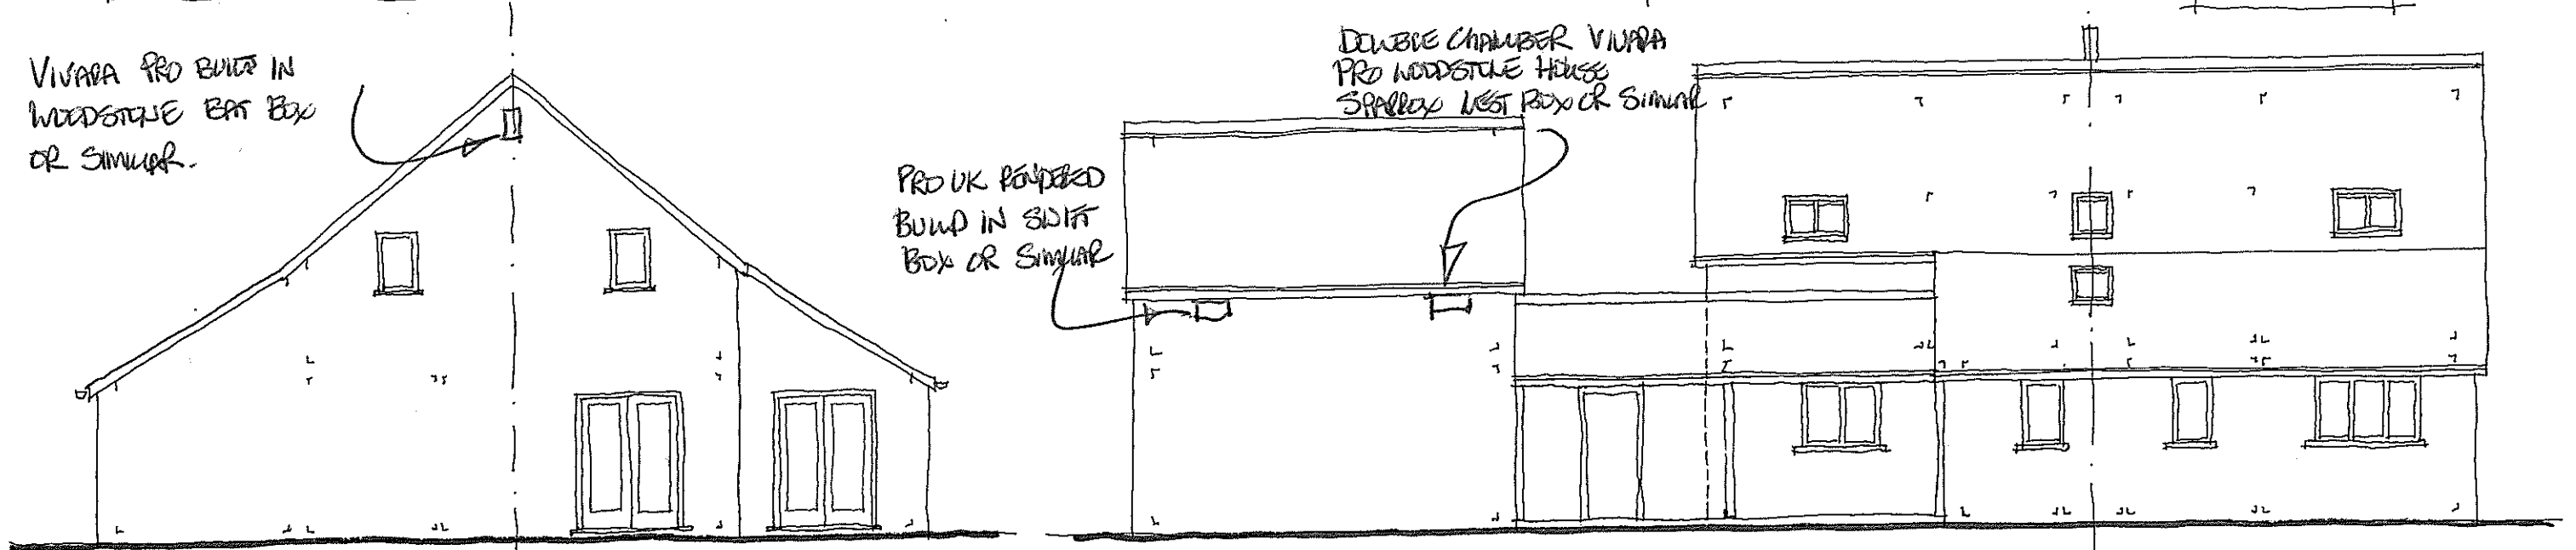 VIVARA PRO BUILT IN
WOODSTONE BAT BOX
OR SIMILAR.
PRO UK RENDERED
BUILD IN SWIFT
BOX OR SIMILAR
DOUBLE CHAMBER VIVARA
PRO WOODSTONE HOUSE
SPARROW NEST BOX OR SIMILAR